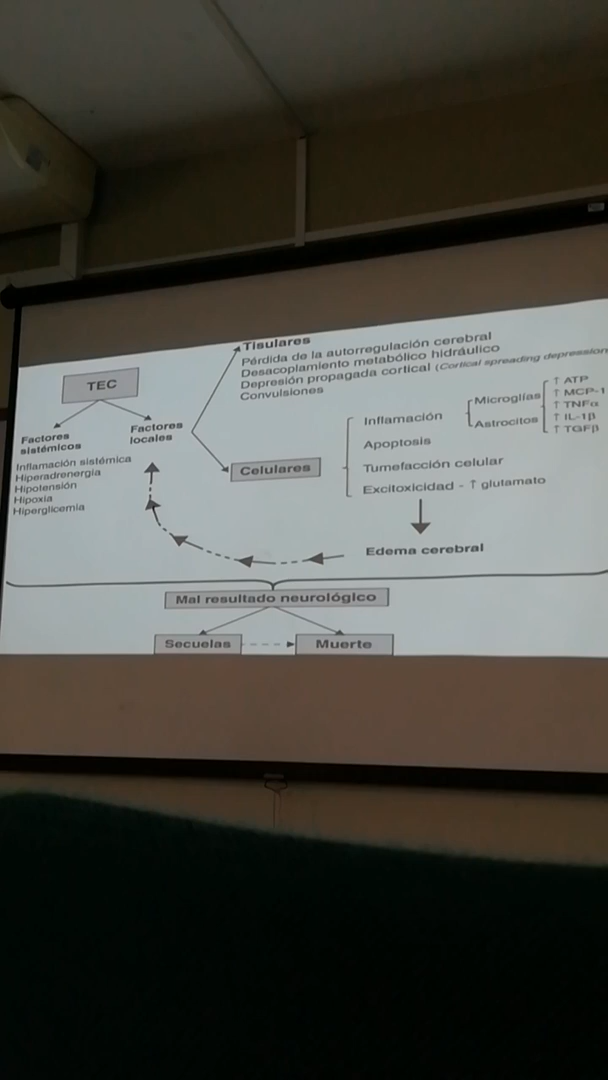 TEC
Factores
sistémicos
Inflamación sistémica
Hiperadrenergia
Hipotensión
Hipoxia
Hiperglicemia
Factores
locales
Tisulares
Pérdida de la autorregulación cerebral
Desacoplamiento metabólico hidráulico
Depresión propagada cortical (Cortical spreading depression
Convulsiones
Celulares
Inflamación
Microglías
Astrocitos
↑ ATP
↑ MCP-1
↑ TNFα
↑ IL-1β
↑ TGFβ
Apoptosis
Tumefacción celular
Excitoxicidad - ↑ glutamato
Edema cerebral
Mal resultado neurológico
Secuelas
Muerte